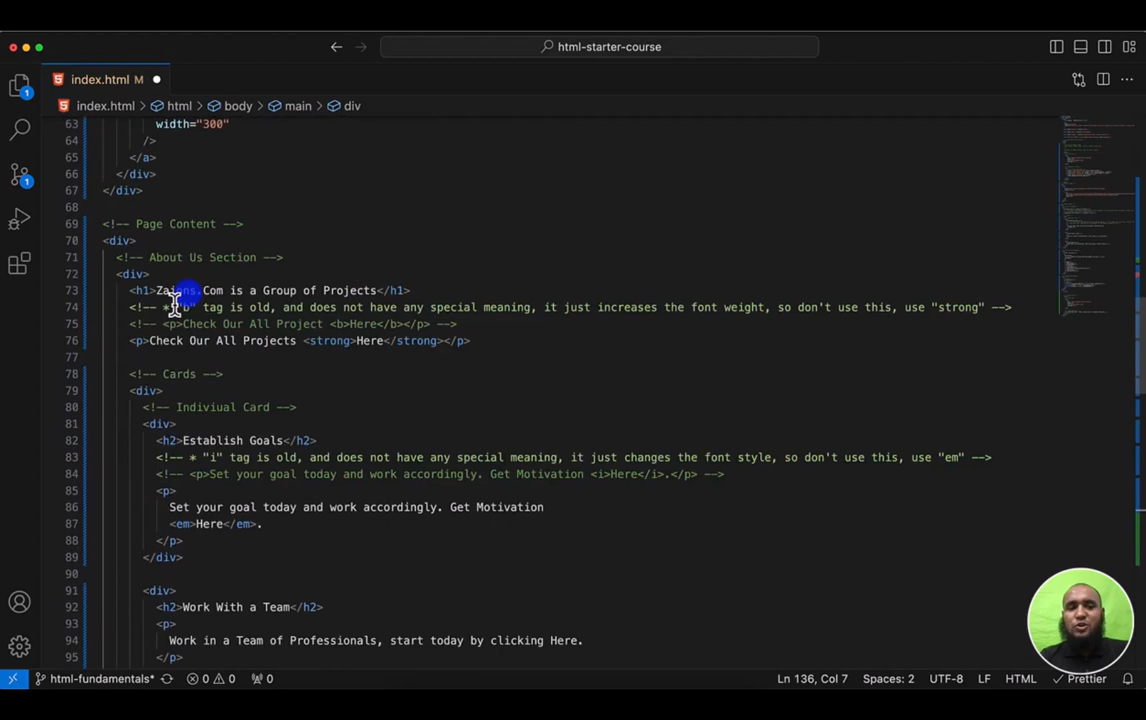 html-starter-course
index.html M
index.html > html > body > main > div
63 width="300"
64 />
65 </a>
66 </div>
67 </div>
68
69 <!-- Page Content -->
70 <div>
71 <!-- About Us Section -->
72 <div>
73 <h1>Zajons.Com is a Group of Projects</h1>
74 <!-- * "b" tag is old, and does not have any special meaning, it just increases the font weight, so don't use this, use "strong" -->
75 <!-- <p>Check Our All Project <b>Here</b></p> -->
76 <p>Check Our All Projects <strong>Here</strong></p>
77
78 <!-- Cards -->
79 <div>
80 <!-- Indiviual Card -->
81 <div>
82 <h2>Establish Goals</h2>
83 <!-- * "i" tag is old, and does not have any special meaning, it just changes the font style, so don't use this, use "em" -->
84 <!-- <p>Set your goal today and work accordingly. Get Motivation <i>Here</i>.</p> -->
85 <p>
86 Set your goal today and work accordingly. Get Motivation
87 <em>Here</em>.
88 </p>
89 </div>
90
91 <div>
92 <h2>Work With a Team</h2>
93 <p>
94 Work in a Team of Professionals, start today by clicking Here.
95 </p>
1
1
html-fundamentals* 0 0 0 Ln 136, Col 7 Spaces: 2 UTF-8 LF HTML Prettier